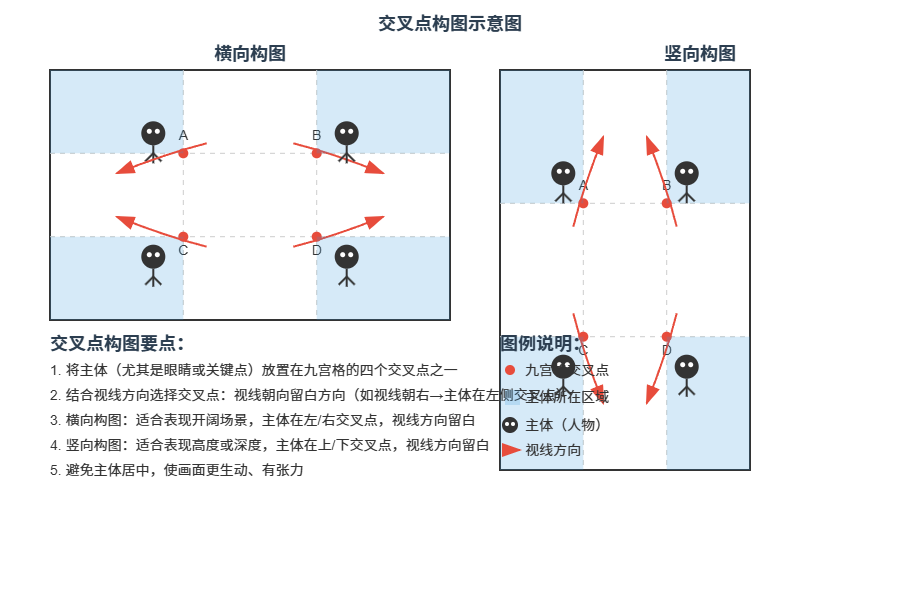 交叉点构图示意图
横向构图
竖向构图
A
B
C
D
A
B
C
D
交叉点构图要点：
1. 将主体（尤其是眼睛或关键点）放置在九宫格的四个交叉点之一
2. 结合视线方向选择交叉点：视线朝留白方向（如视线朝右→主体在左侧交叉点）
3. 横向构图：适合表现开阔场景，主体在左/右交叉点，视线方向留白
4. 竖向构图：适合表现高度或深度，主体在上/下交叉点，视线方向留白
5. 避免主体居中，使画面更生动、有张力
图例说明：
九宫格交叉点
主体所在区域
主体（人物）
视线方向